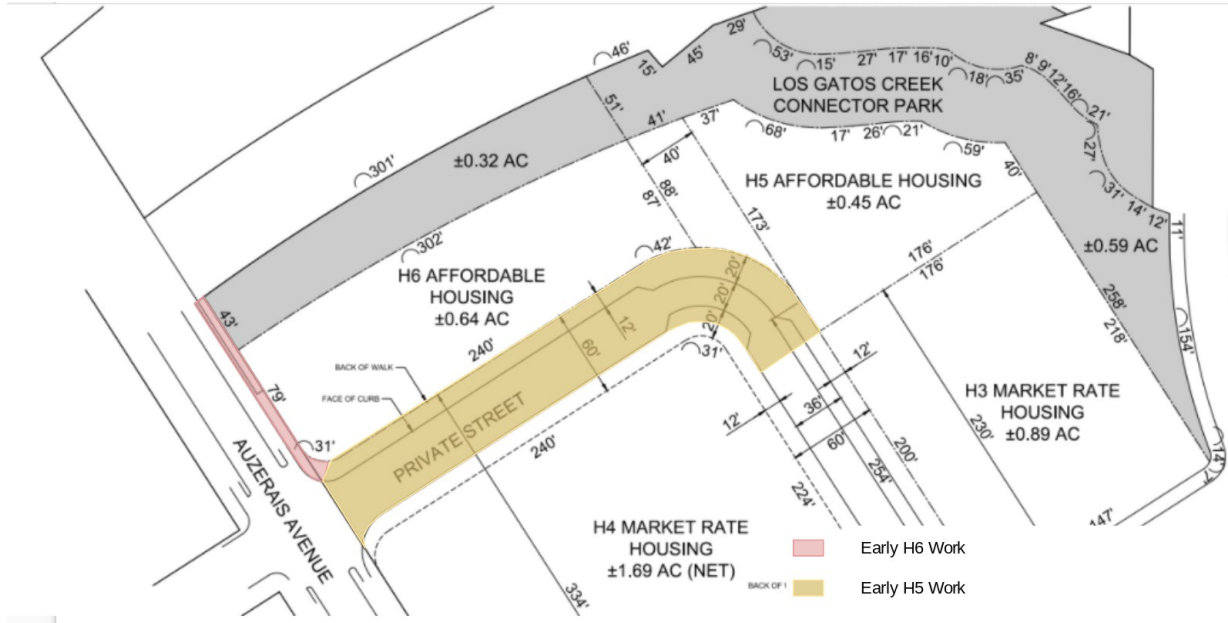 46'
29'
53'
15'
45'
15'
27'
17'
16'
10'
18'
35'
8'
9'
12'
16'
21'
27'
31'
14'
12'
11'
LOS GATOS CREEK
CONNECTOR PARK
51'
41'
37'
68'
17'
26'
21'
59'
40'
40'
301'
±0.32 AC
88'
87'
H5 AFFORDABLE HOUSING
±0.45 AC
173'
±0.59 AC
302'
42'
176'
176'
H6 AFFORDABLE
HOUSING
±0.64 AC
20'
20'
20'
258'
218'
154'
43'
12'
60'
240'
31'
BACK OF WALK
FACE OF CURB
79'
12'
36'
60'
12'
H3 MARKET RATE
HOUSING
±0.89 AC
230'
PRIVATE STREET
31'
240'
200'
254'
224'
14'
147'
AUZERAIS AVENUE
H4 MARKET RATE
HOUSING
±1.69 AC (NET)
334'
Early H6 Work
BACK OF
Early H5 Work